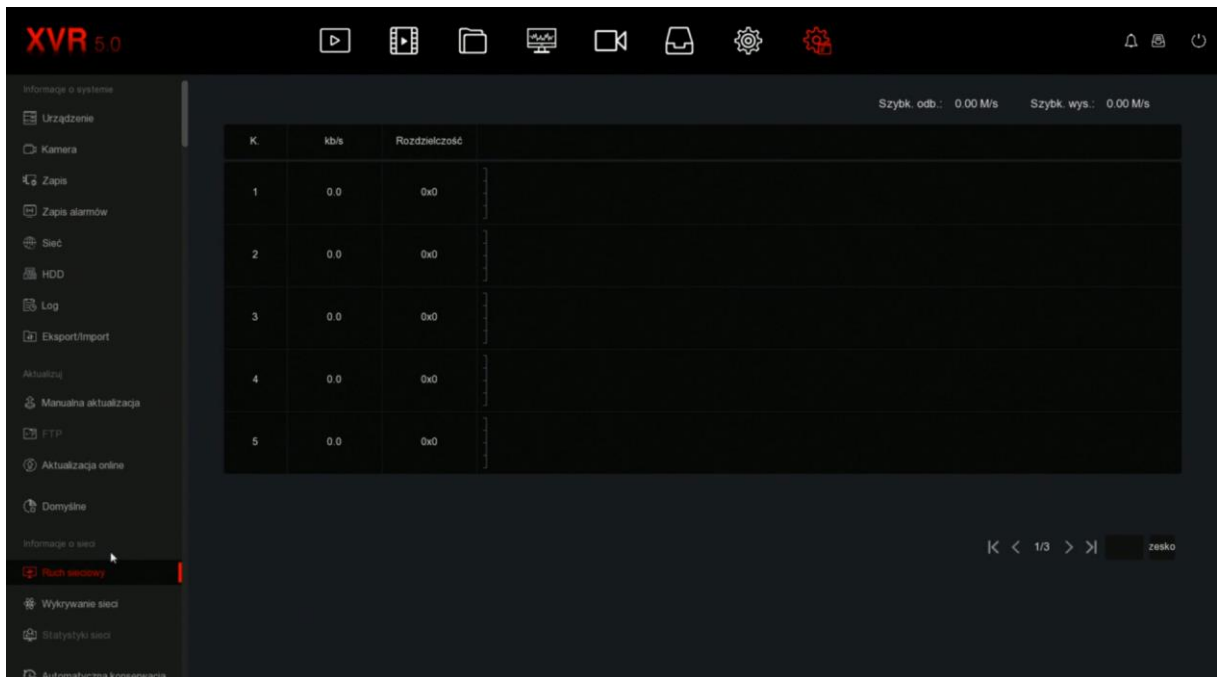 XVR 5.0
Informacje o systemie
Urządzenie
Kamera
Zapis
Zapis alarmów
Sieć
HDD
Log
Eksport/Import
Aktualizuj
Manualna aktualizacja
FTP
Aktualizacja online
Domyślne
Informacje o sieci
Ruch sieciowy
Wykrywanie sieci
Statystyki sieci
Automatyczna konserwacja
Szybk. odb.: 0.00 M/s Szybk. wys.: 0.00 M/s
K. kb/s Rozdzielczość
1 0.0 0x0
2 0.0 0x0
3 0.0 0x0
4 0.0 0x0
5 0.0 0x0
1/3 zesko